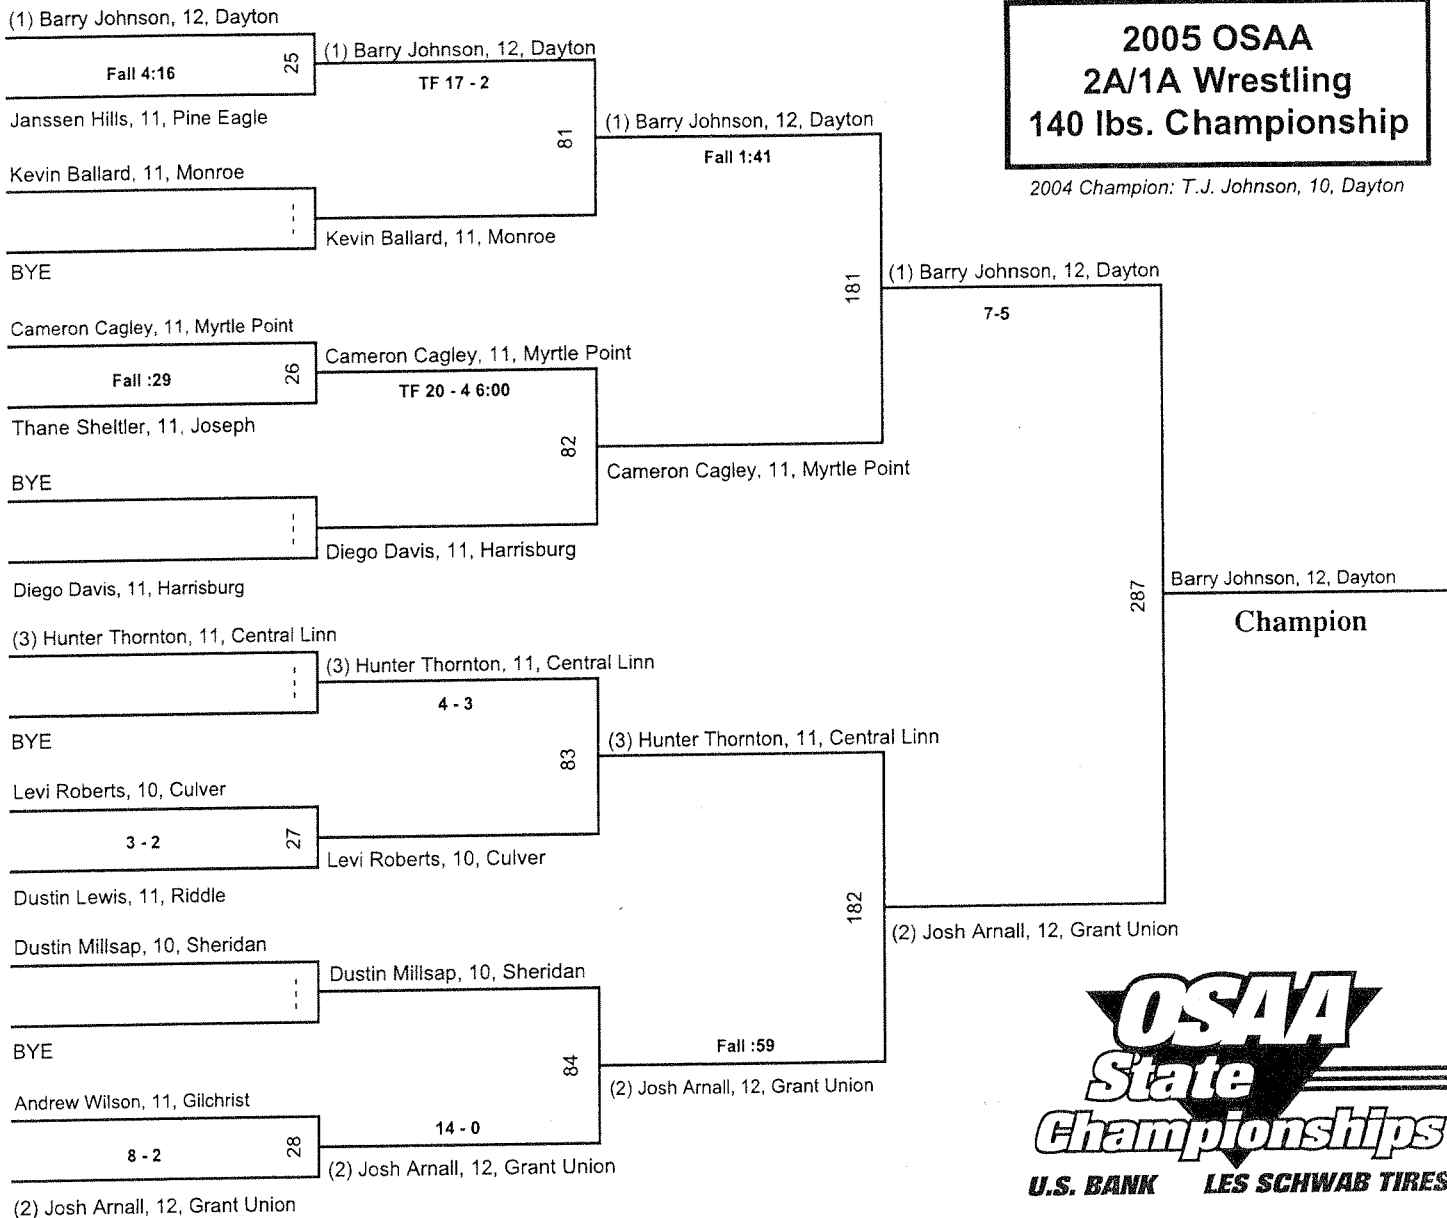 2005 OSAA
2A/1A Wrestling
140 lbs. Championship
2004 Champion: T.J. Johnson, 10, Dayton
(1) Barry Johnson, 12, Dayton
Fall 4:16
25
Janssen Hills, 11, Pine Eagle
Kevin Ballard, 11, Monroe
BYE
Cameron Cagley, 11, Myrtle Point
Fall :29
26
Thane Sheltler, 11, Joseph
BYE
Diego Davis, 11, Harrisburg
(3) Hunter Thornton, 11, Central Linn
BYE
Levi Roberts, 10, Culver
3 - 2
27
Dustin Lewis, 11, Riddle
Dustin Millsap, 10, Sheridan
BYE
Andrew Wilson, 11, Gilchrist
8 - 2
28
(2) Josh Arnall, 12, Grant Union
(1) Barry Johnson, 12, Dayton
TF 17 - 2
81
Kevin Ballard, 11, Monroe
Cameron Cagley, 11, Myrtle Point
TF 20 - 4 6:00
82
Diego Davis, 11, Harrisburg
(3) Hunter Thornton, 11, Central Linn
4 - 3
83
Levi Roberts, 10, Culver
Dustin Millsap, 10, Sheridan
84
14 - 0
(2) Josh Arnall, 12, Grant Union
(1) Barry Johnson, 12, Dayton
Fall 1:41
181
Cameron Cagley, 11, Myrtle Point
(3) Hunter Thornton, 11, Central Linn
182
Fall :59
(2) Josh Arnall, 12, Grant Union
(1) Barry Johnson, 12, Dayton
7-5
287
(2) Josh Arnall, 12, Grant Union
Barry Johnson, 12, Dayton
Champion
OSAA
State
Championships
U.S. BANK LES SCHWAB TIRES